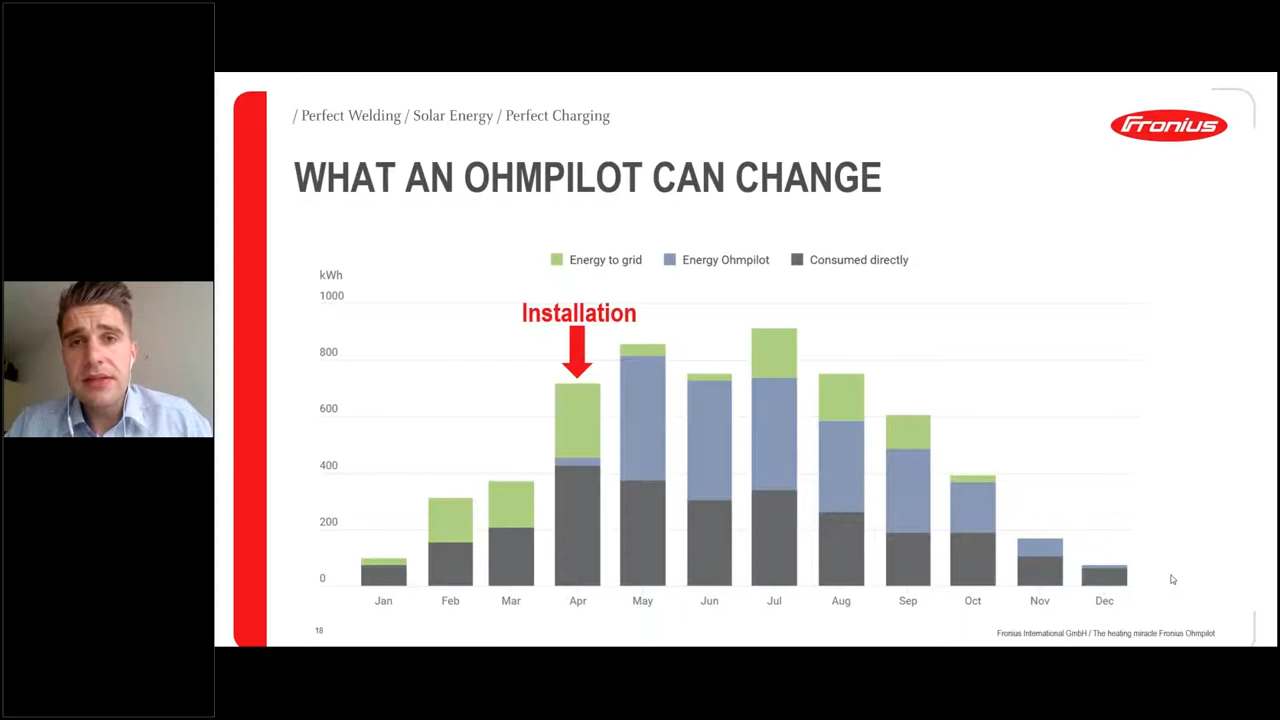 / Perfect Welding / Solar Energy / Perfect Charging
Fronius
WHAT AN OHMPILOT CAN CHANGE
Energy to grid Energy Ohmpilot Consumed directly
kWh
1000
Installation
800
600
400
200
0
Jan Feb Mar Apr May Jun Jul Aug Sep Oct Nov Dec
18
Fronius International GmbH / The heating miracle Fronius Ohmpilot